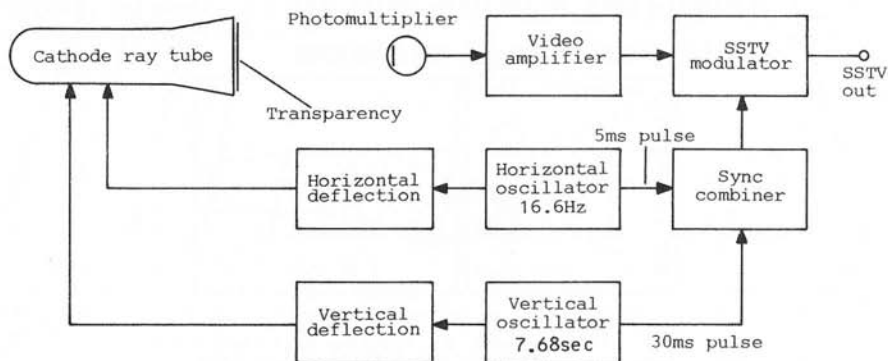 Photomultiplier
Cathode ray tube
Video
amplifier
SSTV
modulator
SSTV
out
Transparency
5ms pulse
Horizontal
deflection
Horizontal
oscillator
16.6Hz
Sync
combiner
Vertical
deflection
Vertical
oscillator
7.68sec
30ms pulse